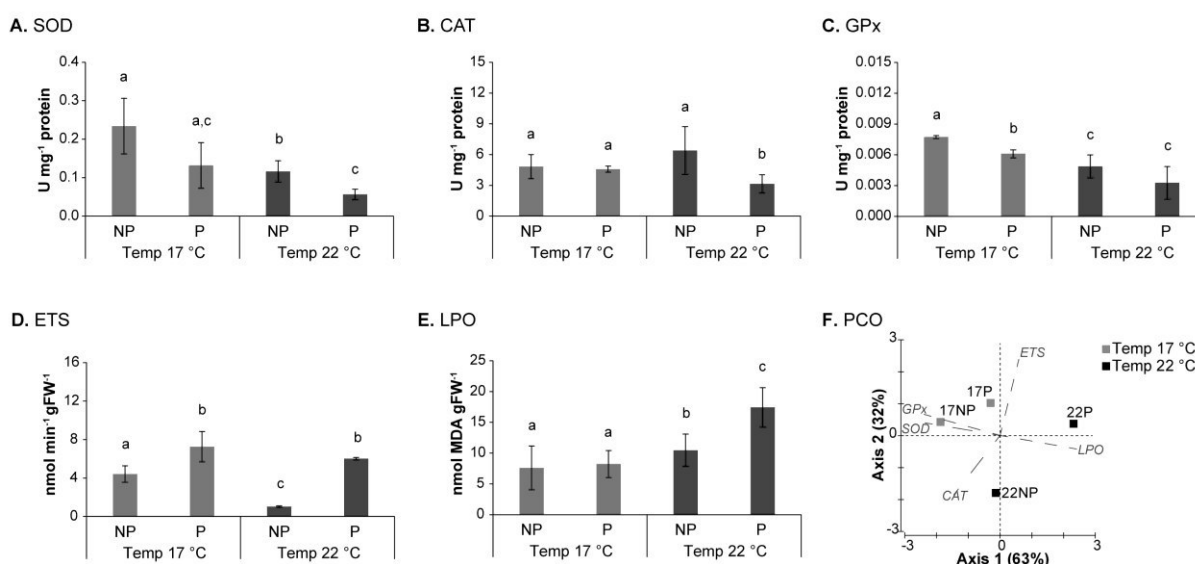 A. SOD
U mg-1 protein
0.4
0.3
0.2
0.1
0.0
a
a,c
b
c
NP P NP P
Temp 17 °C Temp 22 °C
B. CAT
U mg-1 protein
15
12
9
6
3
0
a
a
a
b
NP P NP P
Temp 17 °C Temp 22 °C
C. GPx
U mg-1 protein
0.015
0.012
0.009
0.006
0.003
0.000
a
b
c
c
NP P NP P
Temp 17 °C Temp 22 °C
D. ETS
nmol min-1 gFW-1
16
12
8
4
0
a
b
c
b
NP P NP P
Temp 17 °C Temp 22 °C
E. LPO
nmol MDA gFW-1
25
20
15
10
5
0
a
a
b
c
NP P NP P
Temp 17 °C Temp 22 °C
F. PCO
Temp 17 °C
Temp 22 °C
3
ETS
17P
GPx 17NP
22P
SOD
0
LPO
CAT
22NP
-3
-3 0 3
Axis 1 (63%)
Axis 2 (32%)